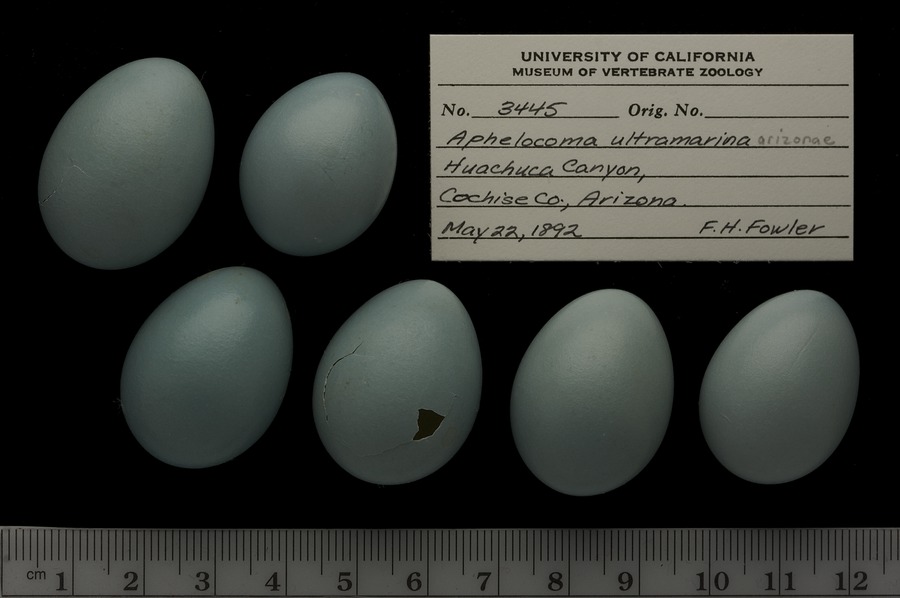 UNIVERSITY OF CALIFORNIA
MUSEUM OF VERTEBRATE ZOOLOGY
No. 3445 Orig. No.
Aphelocoma ultramarina arizonae
Huachuca Canyon,
Cochise Co., Arizona.
May 22, 1892 F.H. Fowler
cm 1 2 3 4 5 6 7 8 9 10 11 12